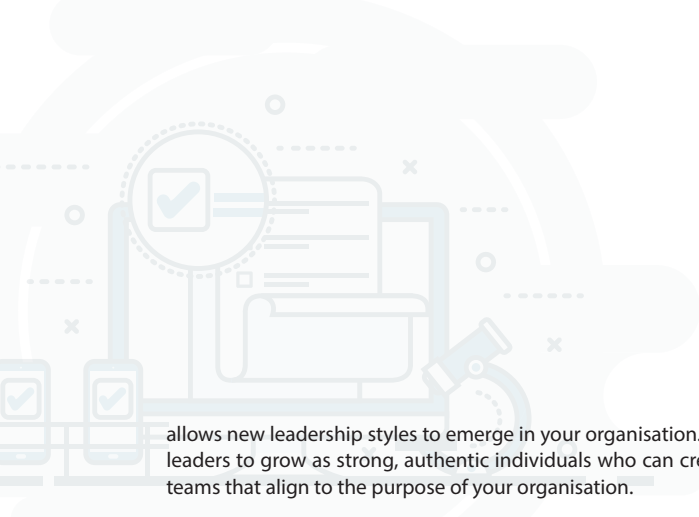 allows new leadership styles to emerge in your organisation.
leaders to grow as strong, authentic individuals who can
teams that align to the purpose of your organisation.